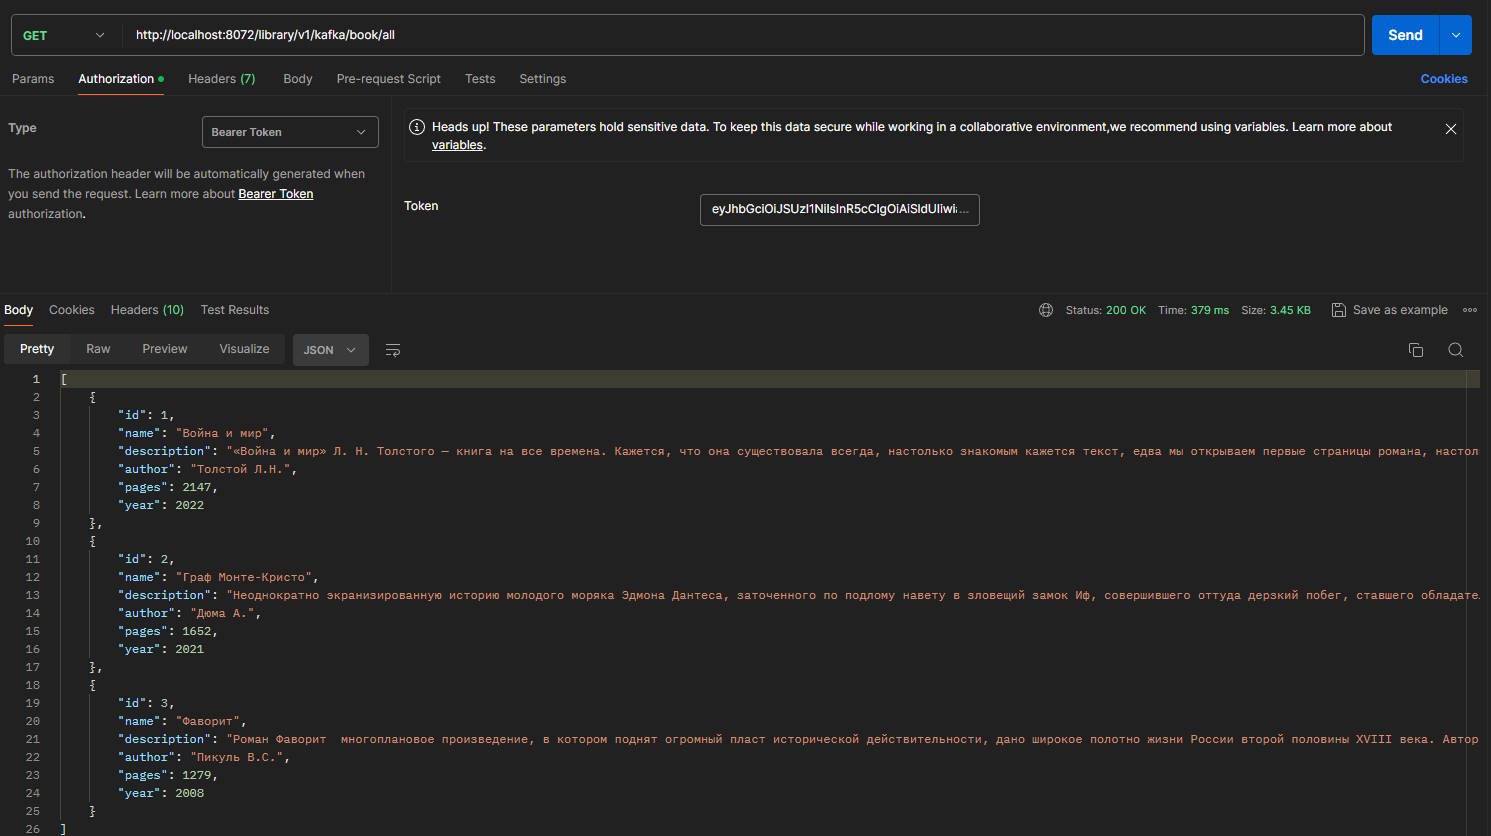 GET http://localhost:8072/library/v1/kafka/book/all Send
Params Authorization Headers (7) Body Pre-request Script Tests Settings Cookies
Type Bearer Token
The authorization header will be automatically generated when
you send the request. Learn more about Bearer Token
authorization.
Heads up! These parameters hold sensitive data. To keep this data secure while working in a collaborative environment,we recommend using variables. Learn more about
variables.
Token eyJhbGciOiJSUzI1NiIsInR5cCIgOiAiSldUIiwi...
Body Cookies Headers (10) Test Results Status: 200 OK Time: 379 ms Size: 3.45 KB Save as example
Pretty Raw Preview Visualize JSON
1 [
2 {
3 "id": 1,
4 "name": "Война и мир",
5 "description": "«Война и мир» Л. Н. Толстого — книга на все времена. Кажется, что она существовала всегда, настолько знакомым кажется текст, едва мы открываем первые страницы романа, настол
6 "author": "Толстой Л.Н.",
7 "pages": 2147,
8 "year": 2022
9 },
10 {
11 "id": 2,
12 "name": "Граф Монте-Кристо",
13 "description": "Неоднократно экранизированную историю молодого моряка Эдмона Дантеса, заточенного по подлому навету в зловещий замок Иф, совершившего оттуда дерзкий побег, ставшего обладате
14 "author": "Дюма А.",
15 "pages": 1652,
16 "year": 2021
17 },
18 {
19 "id": 3,
20 "name": "Фаворит",
21 "description": "Роман Фаворит  многоплановое произведение, в котором поднят огромный пласт исторической действительности, дано широкое полотно жизни России второй половины XVIII века. Автор
22 "author": "Пикуль В.С.",
23 "pages": 1279,
24 "year": 2008
25 }
26 ]